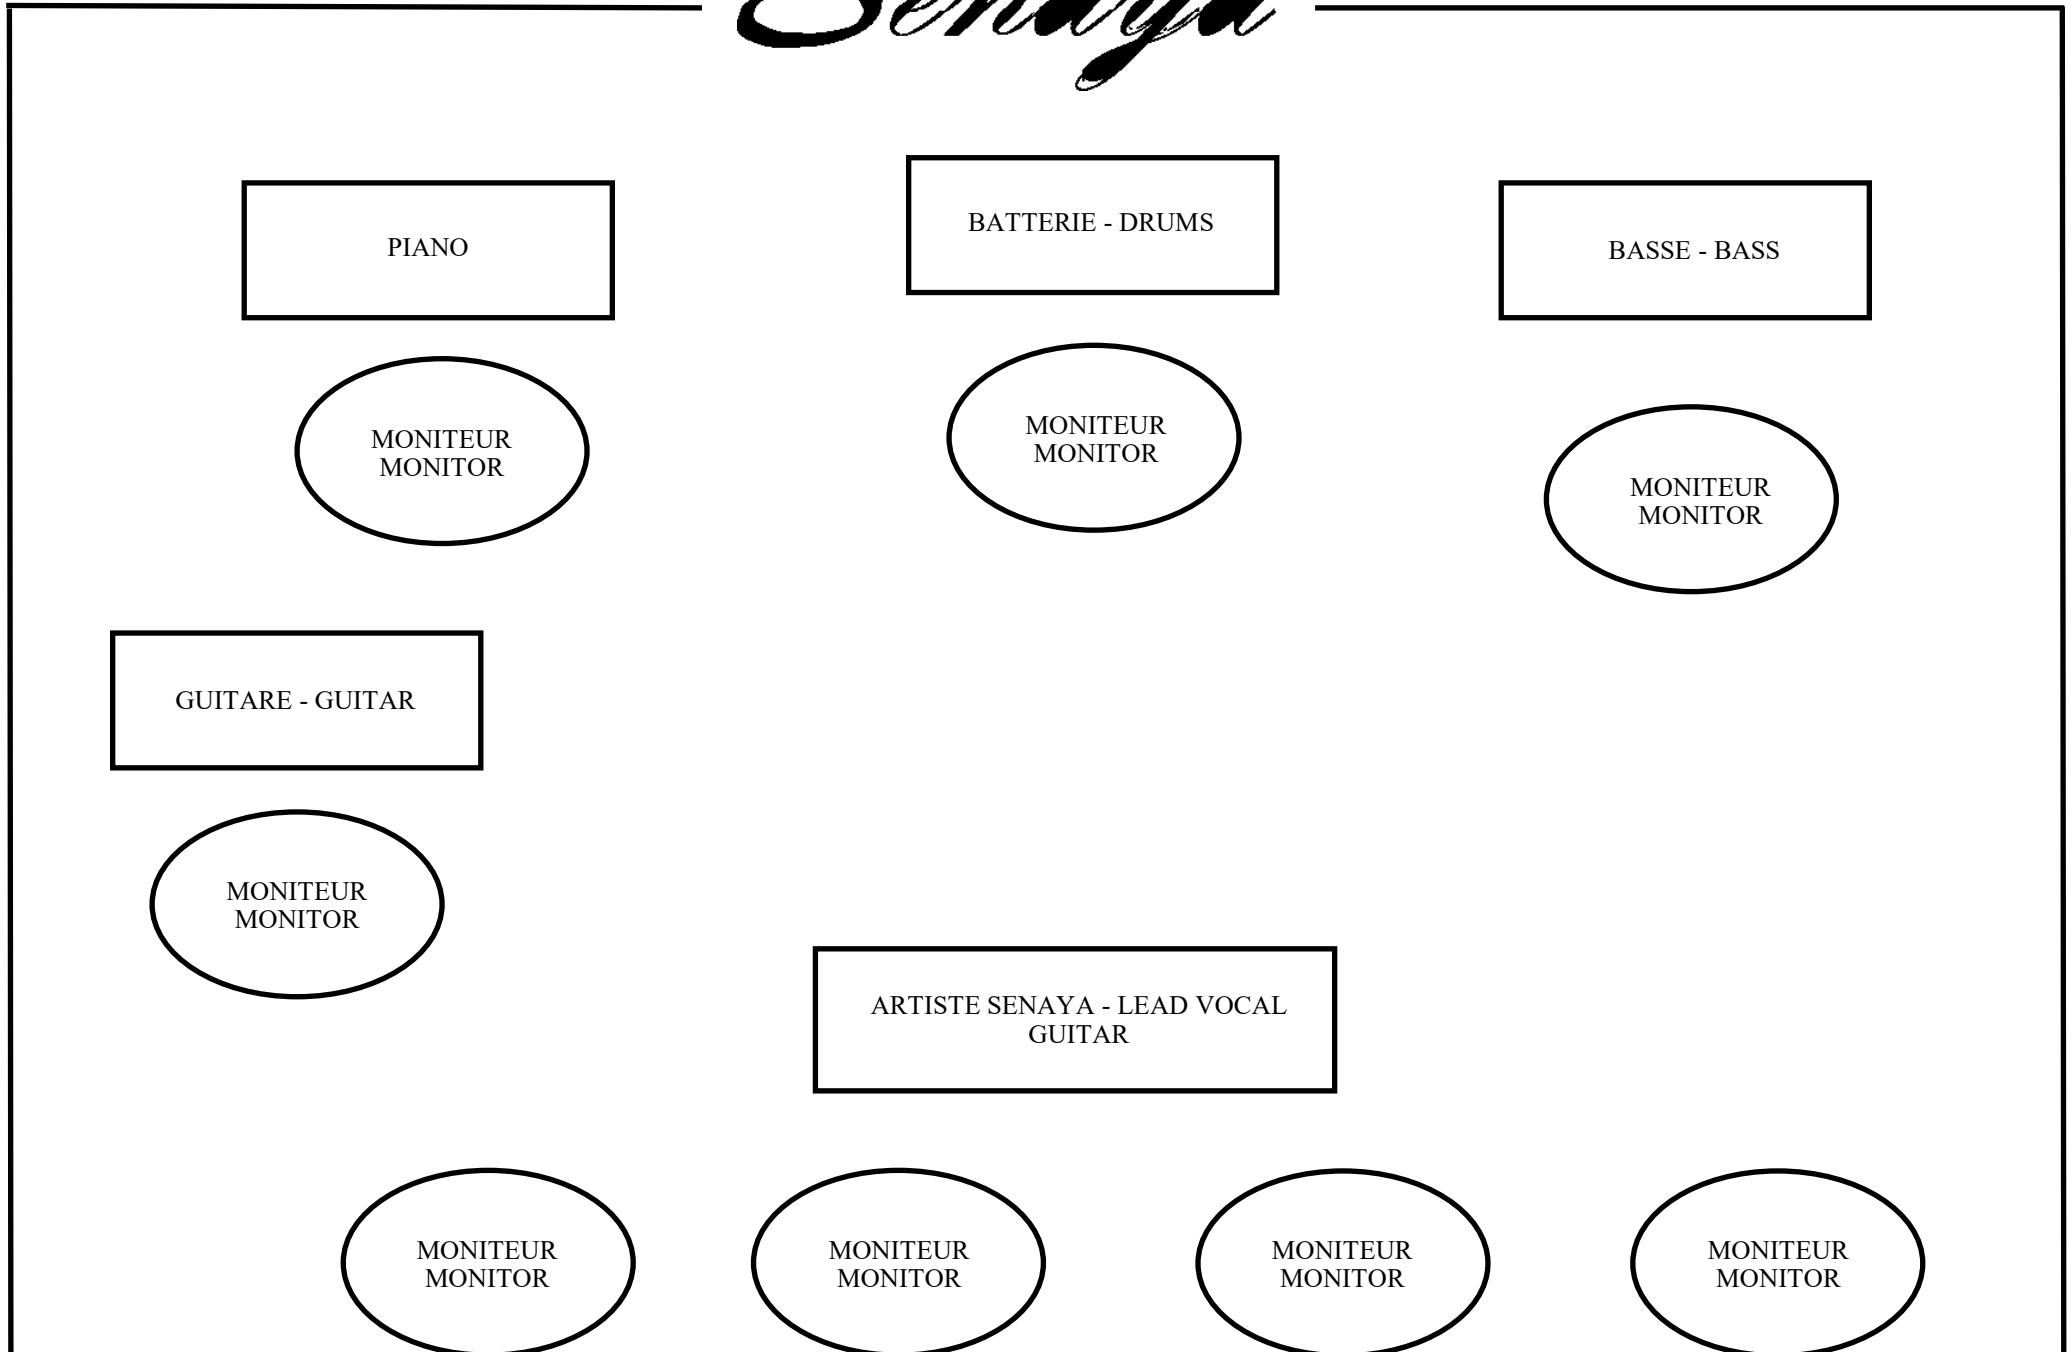 Senaya
PIANO
BATTERIE - DRUMS
BASSE - BASS
MONITEUR
MONITOR
MONITEUR
MONITOR
MONITEUR
MONITOR
GUITARE - GUITAR
MONITEUR
MONITOR
ARTISTE SENAYA - LEAD VOCAL
GUITAR
MONITEUR
MONITOR
MONITEUR
MONITOR
MONITEUR
MONITOR
MONITEUR
MONITOR